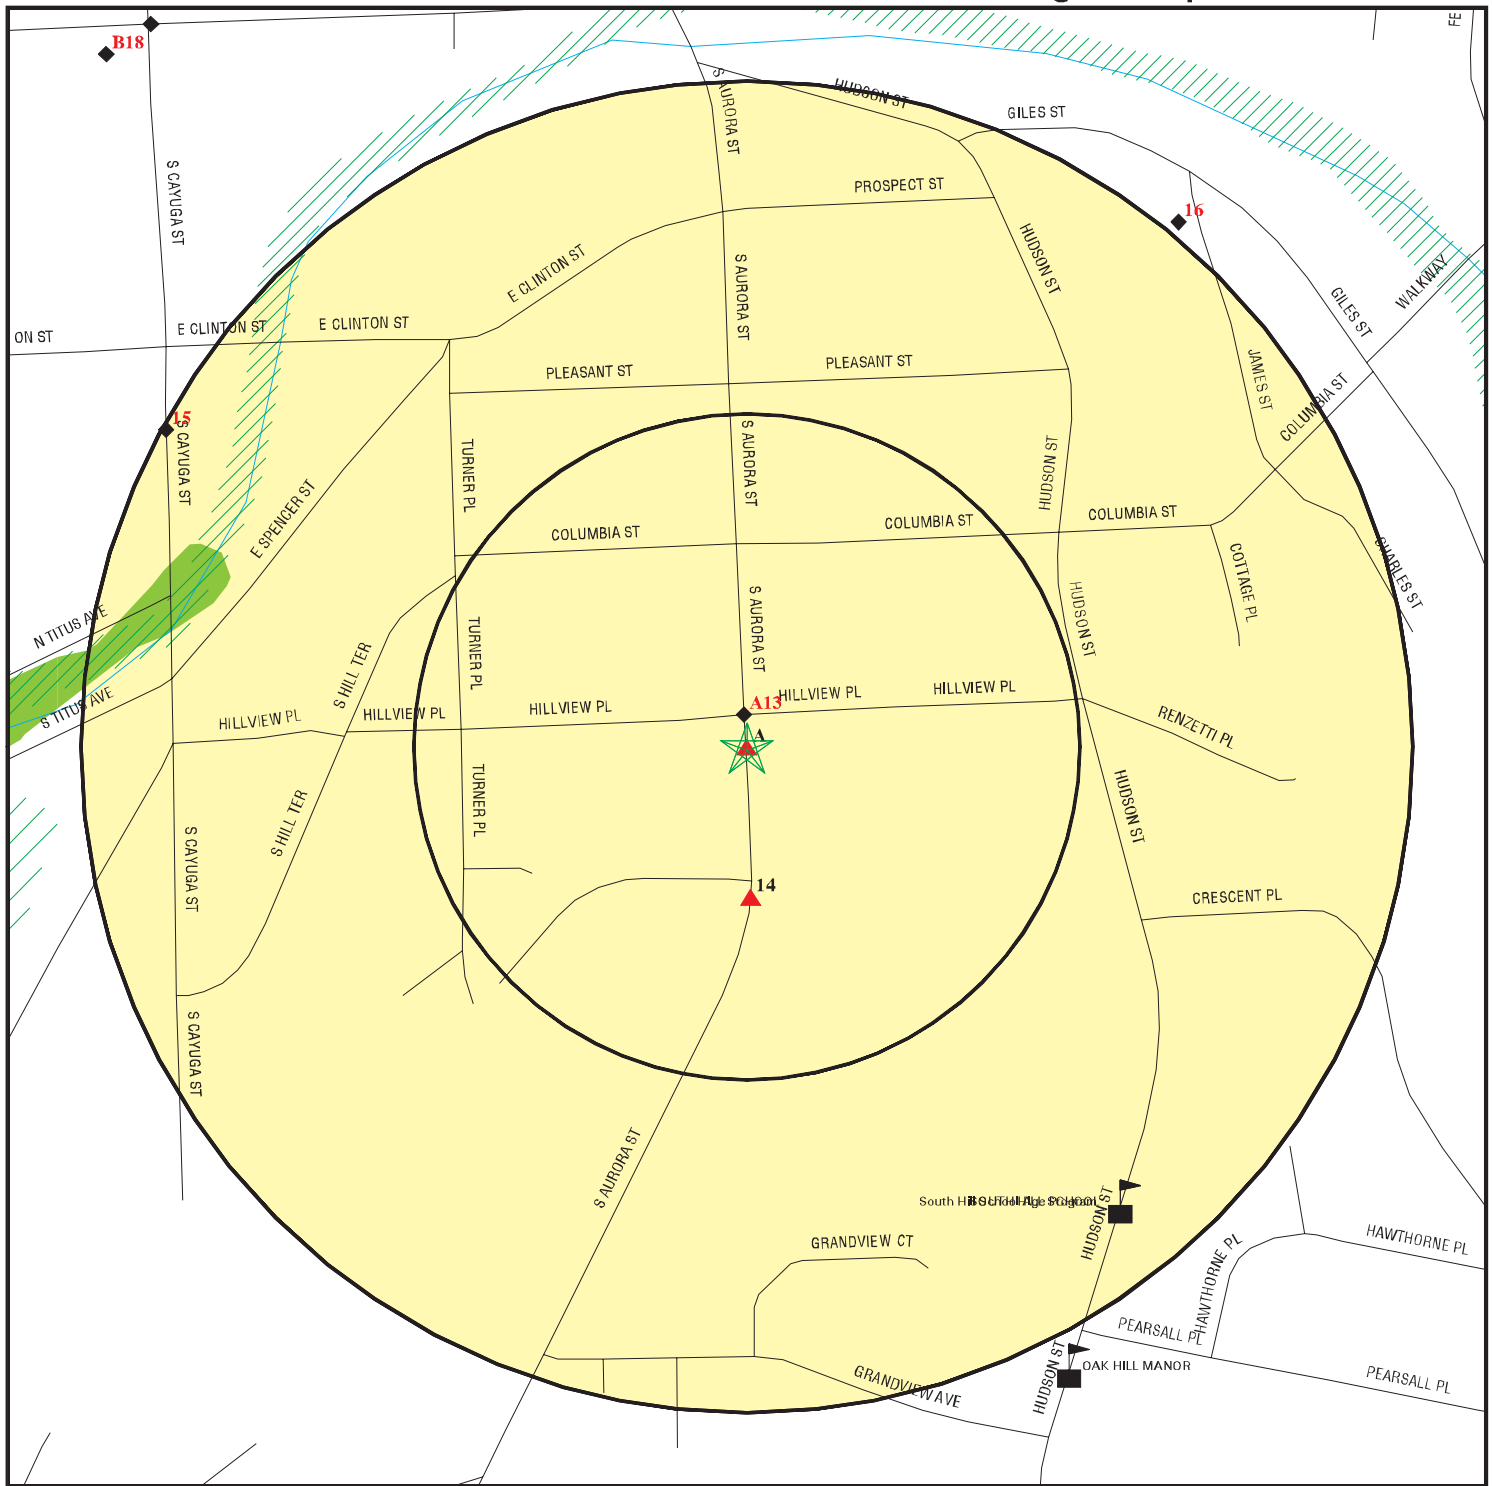 FE
B18
S AURORA ST
HUDSON ST
GILES ST
S CAYUGA ST
PROSPECT ST
16
HUDSON ST
E CLINTON ST
S AURORA ST
WALKWAY
GILES ST
ON ST
E CLINTON ST
E CLINTON ST
PLEASANT ST
PLEASANT ST
JAMES ST
COLUMBIA ST
15
S CAYUGA ST
TURNER PL
S AURORA ST
HUDSON ST
E SPENCER ST
COLUMBIA ST
COLUMBIA ST
COLUMBIA ST
COTTAGE PL
CHARLES ST
N TITUS AVE
S AURORA ST
HUDSON ST
TURNER PL
S HILL TER
S TITUS AVE
HILLVIEW PL
HILLVIEW PL
HILLVIEW PL
A13
HILLVIEW PL
HILLVIEW PL
RENZETTI PL
A
S CAYUGA ST
S HILL TER
TURNER PL
HUDSON ST
14
CRESCENT PL
S CAYUGA ST
S AURORA ST
South Hill School Age Program
HUDSON ST
GRANDVIEW CT
HAWTHORNE PL
HAWTHORNE PL
PEARSALL PL
OAK HILL MANOR
HUDSON ST
GRANDVIEW AVE
PEARSALL PL